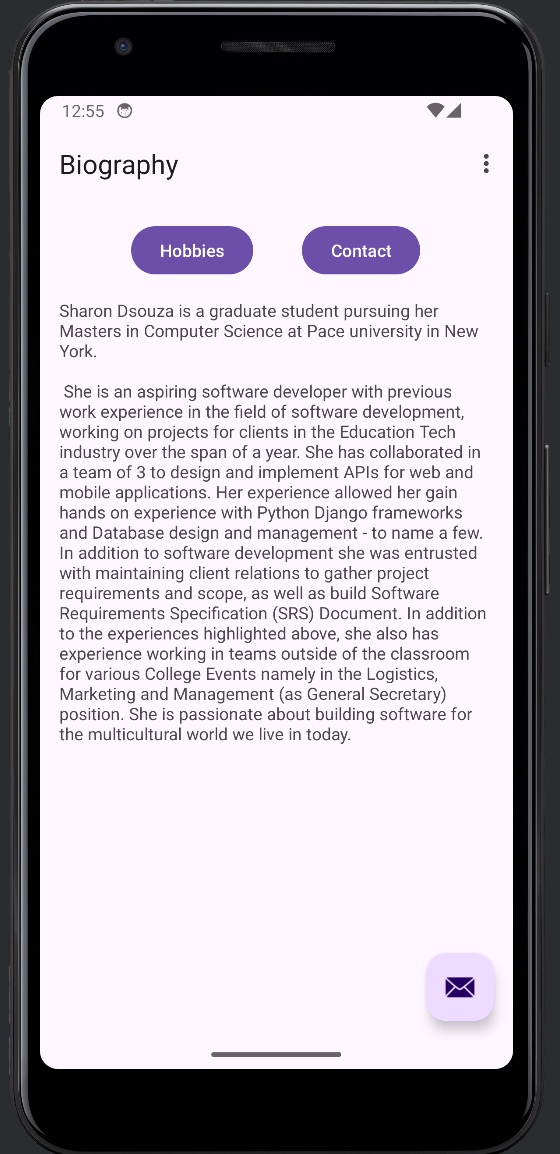 12:55
Biography
Hobbies
Contact
Sharon Dsouza is a graduate student pursuing her
Masters in Computer Science at Pace university in New
York.
She is an aspiring software developer with previous
work experience in the field of software development,
working on projects for clients in the Education Tech
industry over the span of a year. She has collaborated in
a team of 3 to design and implement APIs for web and
mobile applications. Her experience allowed her gain
hands on experience with Python Django frameworks
and Database design and management - to name a few.
In addition to software development she was entrusted
with maintaining client relations to gather project
requirements and scope, as well as build Software
Requirements Specification (SRS) Document. In addition
to the experiences highlighted above, she also has
experience working in teams outside of the classroom
for various College Events namely in the Logistics,
Marketing and Management (as General Secretary)
position. She is passionate about building software for
the multicultural world we live in today.